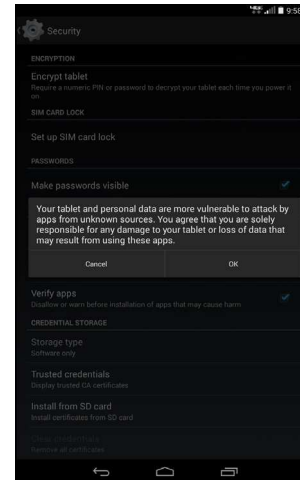 9:58
Security
ENCRYPTION
Encrypt tablet
Require a numeric PIN or password to decrypt your tablet each time you power it
on
SIM CARD LOCK
Set up SIM card lock
PASSWORDS
Make passwords visible
Your tablet and personal data are more vulnerable to attack by
apps from unknown sources. You agree that you are solely
responsible for any damage to your tablet or loss of data that
may result from using these apps.
Cancel
OK
Verify apps
Disallow or warn before installation of apps that may cause harm
CREDENTIAL STORAGE
Storage type
Software only
Trusted credentials
Display trusted CA certificates
Install from SD card
Install certificates from SD card
Clear credentials
Remove all certificates